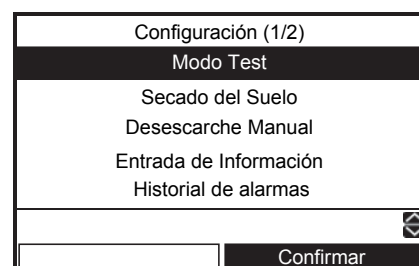 Configuración (1/2)
Modo Test
Secado del Suelo
Desescarche Manual
Entrada de Información
Historial de alarmas
Confirmar